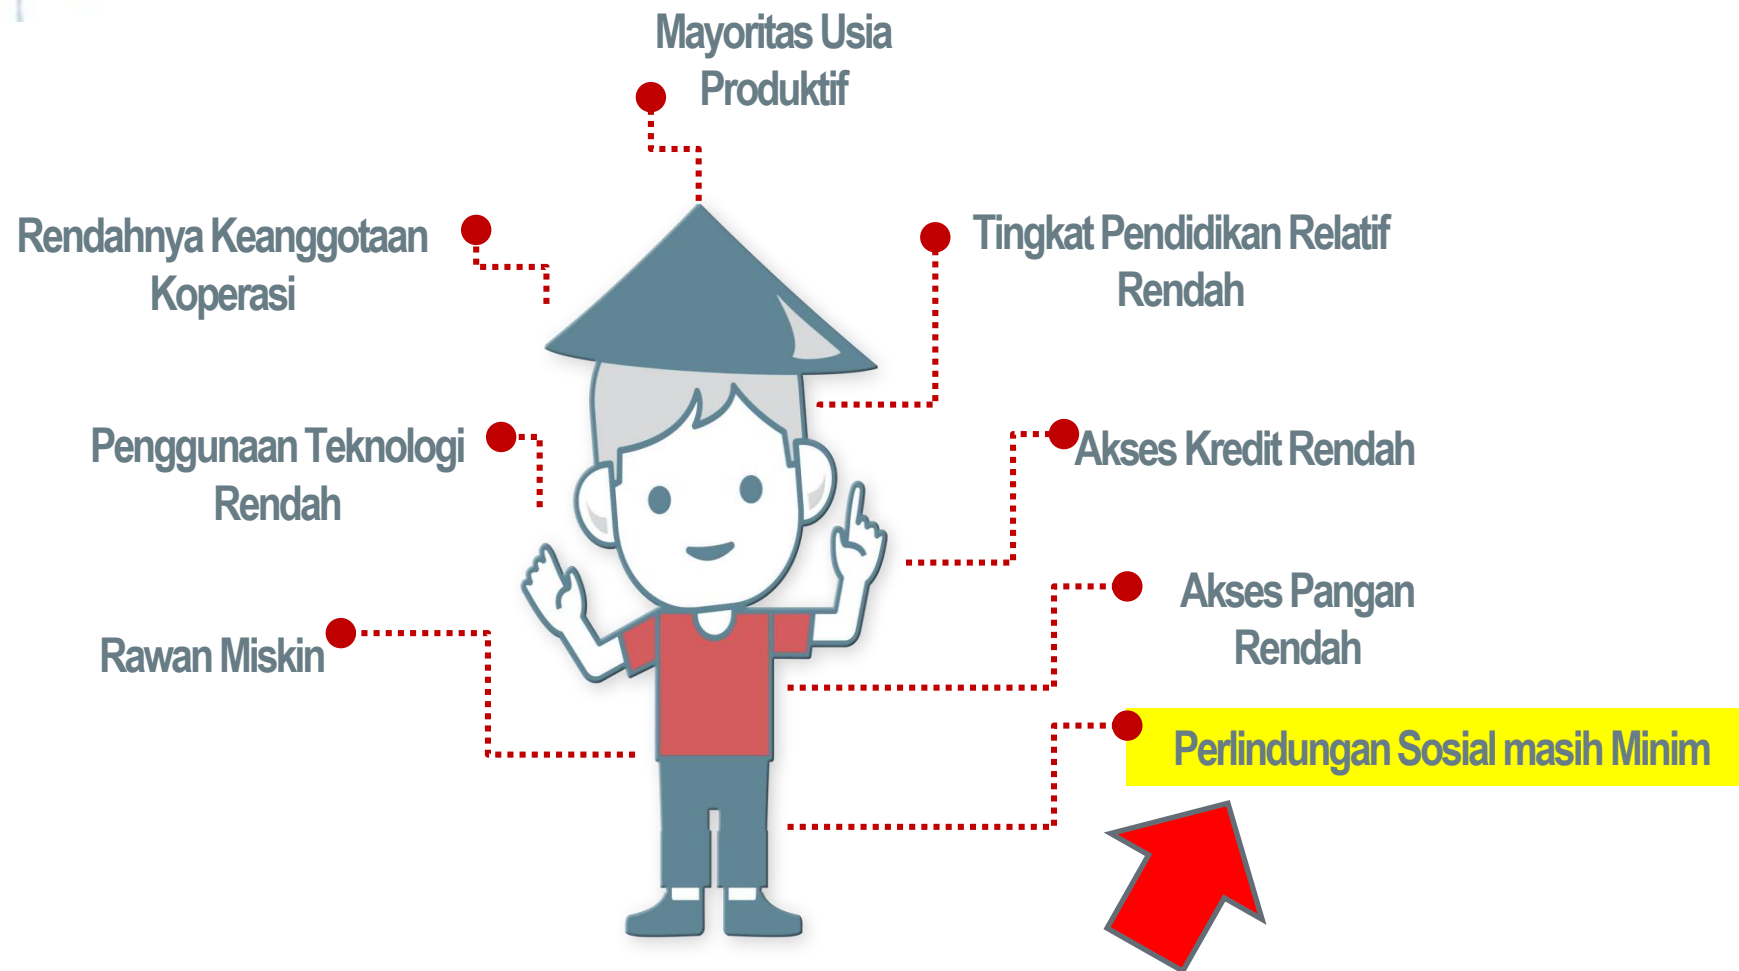 Mayoritas Usia
Produktif
Rendahnya Keanggotaan
Koperasi
Tingkat Pendidikan Relatif
Rendah
Penggunaan Teknologi
Rendah
Akses Kredit Rendah
Akses Pangan
Rendah
Rawan Miskin
Perlindungan Sosial masih Minim